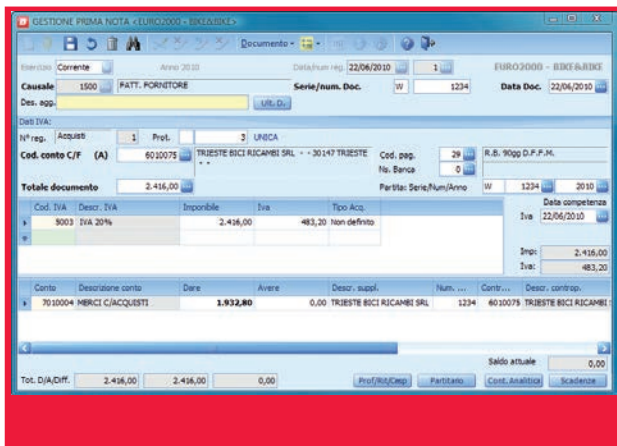 GESTIONE PRIMA NOTA <EURO2000 - BIKE&BIKE>
Documento
Esercizio Corrente Anno 2010 Data/num reg. 22/06/2010 1 EURO2000 - BIKE&BIKE
Causale 1500 FATT. FORNITORE Serie/num. Doc. W 1234 Data Doc. 22/06/2010
Des. agg. Ult. D.
Dati IVA:
N° reg. Acquisti 1 Prot. 3 UNICA
Cod. conto C/F (A) 6010075 TRIESTE BICI RICAMBI SRL - - 30147 TRIESTE Cod. pag. 29 R.B. 90gg D.F.F.M.
- - Ns. Banca 0
Totale documento 2.416,00 Partita: Serie/Num/Anno W 1234 2010
Cod. IVA Descr. IVA Imponibile Iva Tipo Acq. Data competenza
5003 IVA 20% 2.416,00 483,20 Non definito Iva 22/06/2010
Imp: 2.416,00
Iva: 483,20
Conto Descrizione conto Dare Avere Descr. suppl. Num. ... Contr... Descr. controp.
7010004 MERCI C/ACQUISTI 1.932,80 0,00 TRIESTE BICI RICAMBI SRL 1234 6010075 TRIESTE BICI RICAMBI
Saldo attuale 0,00
Tot. D/A/Diff. 2.416,00 2.416,00 0,00 Prof/Rit/Cesp Partitario Cont. Analitica Scadenze